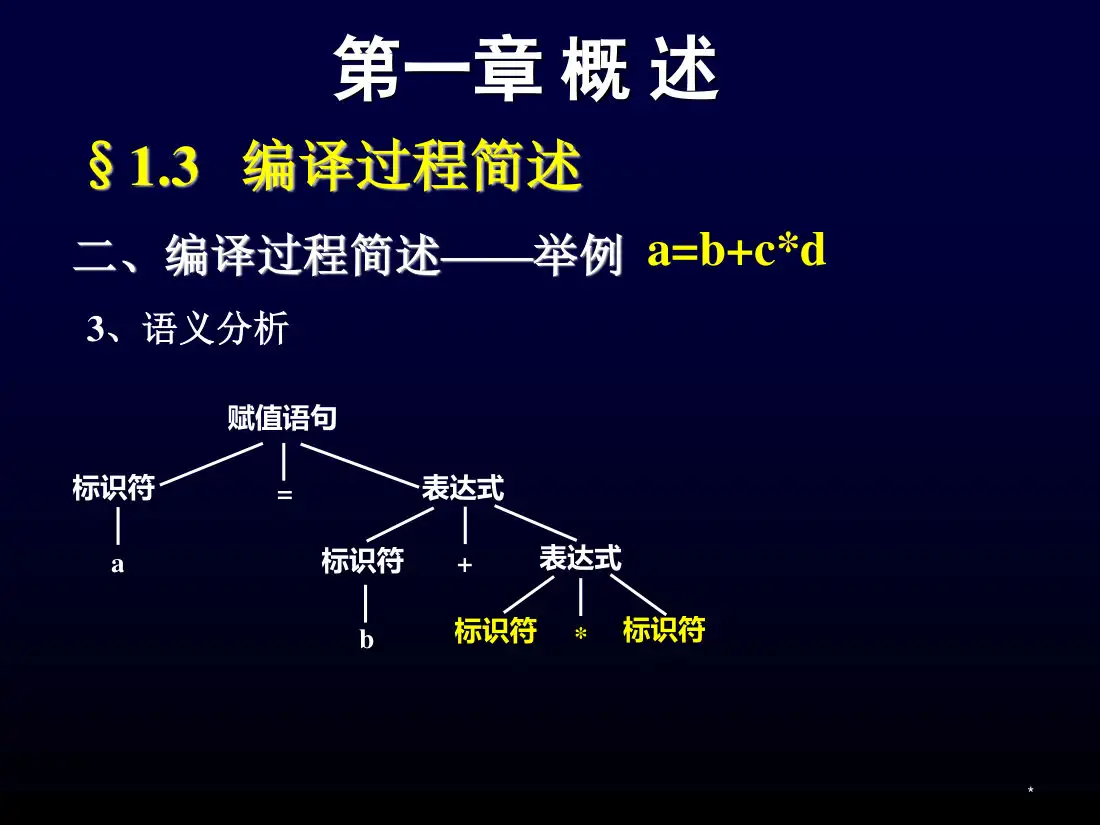 第一章 概 述
§1.3 编译过程简述
二、编译过程简述——举例 a=b+c*d
3、语义分析
赋值语句
标识符 = 表达式
a 标识符 + 表达式
b 标识符 * 标识符
*